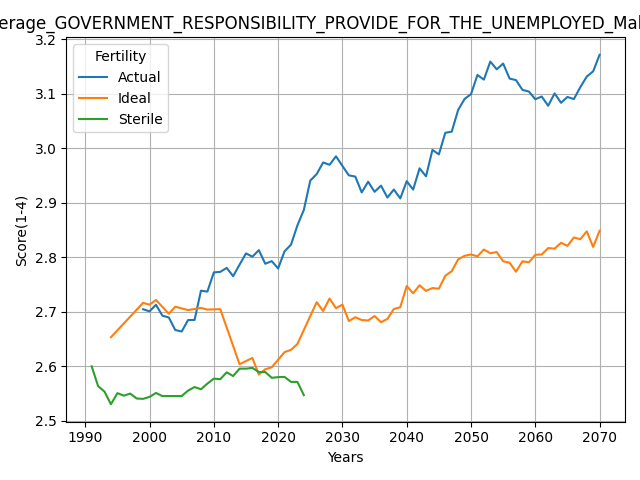 erage_GOVERNMENT_RESPONSIBILITY_PROVIDE_FOR_THE_UNEMPLOYED_Mal
Fertility
Actual
Ideal
Sterile
Score(1-4)
3.2
3.1
3.0
2.9
2.8
2.7
2.6
2.5
1990 2000 2010 2020 2030 2040 2050 2060 2070
Years